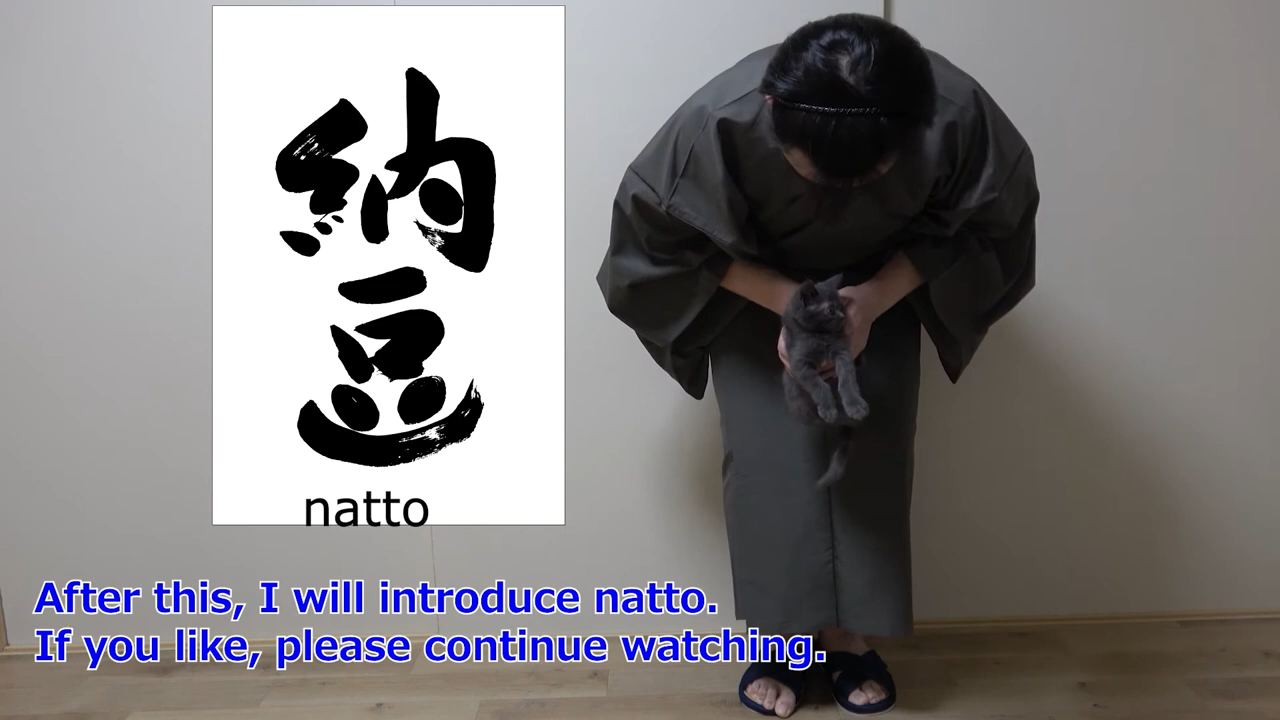 納豆
natto
After this, I will introduce natto.
If you like, please continue watching.